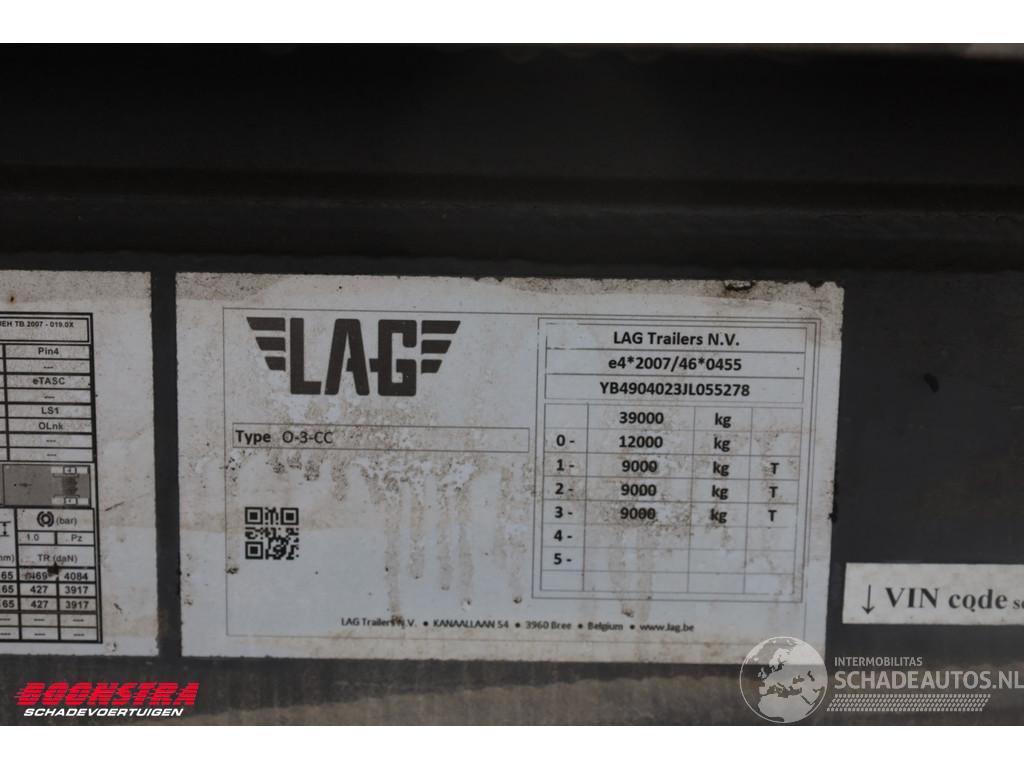 JEH TB 2007 - 019.0X
Pin4
---
eTASC
---
LS1
OLnk
---
---
(bar)
1.0 Pz
TR (daN)
65 469 4084
65 427 3917
65 427 3917
--- ---
--- ---
LAG
Type O-3-CC
LAG Trailers N.V.
e4*2007/46*0455
YB4904023JL055278
39000 kg
0 - 12000 kg
1 - 9000 kg T
2 - 9000 kg T
3 - 9000 kg T
4 -
5 -
LAG Trailers N.V. • KANAALLAAN 54 • 3960 Bree • Belgium • www.lag.be
↓ VIN code
BOONSTRA
SCHADEVOERTUIGEN
INTERMOBILITAS
SCHADEAUTOS.NL